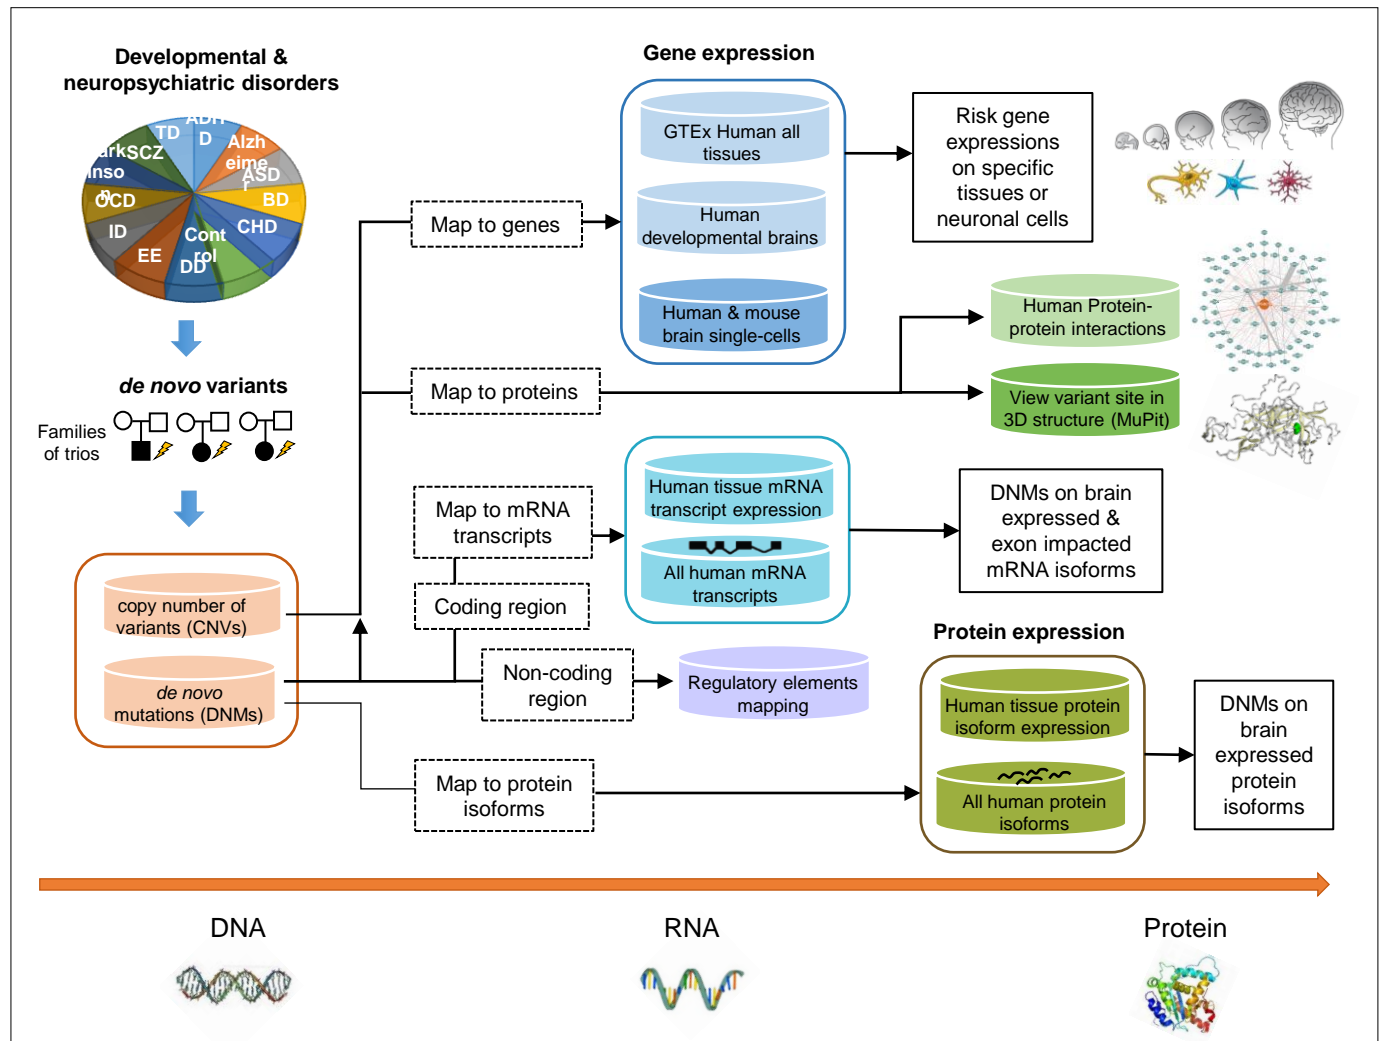 Developmental &
neuropsychiatric disorders
ADH
D
Alzh
eime
r
ASD
BD
CHD
Cont
rol
DD
EE
ID
OCD
ark
inso
n
SCZ
TD
de novo variants
Families
of trios
copy number of
variants (CNVs)
de novo
mutations (DNMs)
Map to genes
Map to proteins
Map to mRNA
transcripts
Coding region
Non-coding
region
Map to protein
isoforms
Gene expression
GTEx Human all
tissues
Human
developmental brains
Human & mouse
brain single-cells
Risk gene
expressions
on specific
tissues or
neuronal cells
Human Protein-
protein interactions
View variant site in
3D structure (MuPit)
Human tissue mRNA
transcript expression
All human mRNA
transcripts
DNMs on brain
expressed &
exon impacted
mRNA isoforms
Regulatory elements
mapping
Protein expression
Human tissue protein
isoform expression
All human protein
isoforms
DNMs on
brain
expressed
protein
isoforms
DNA
RNA
Protein